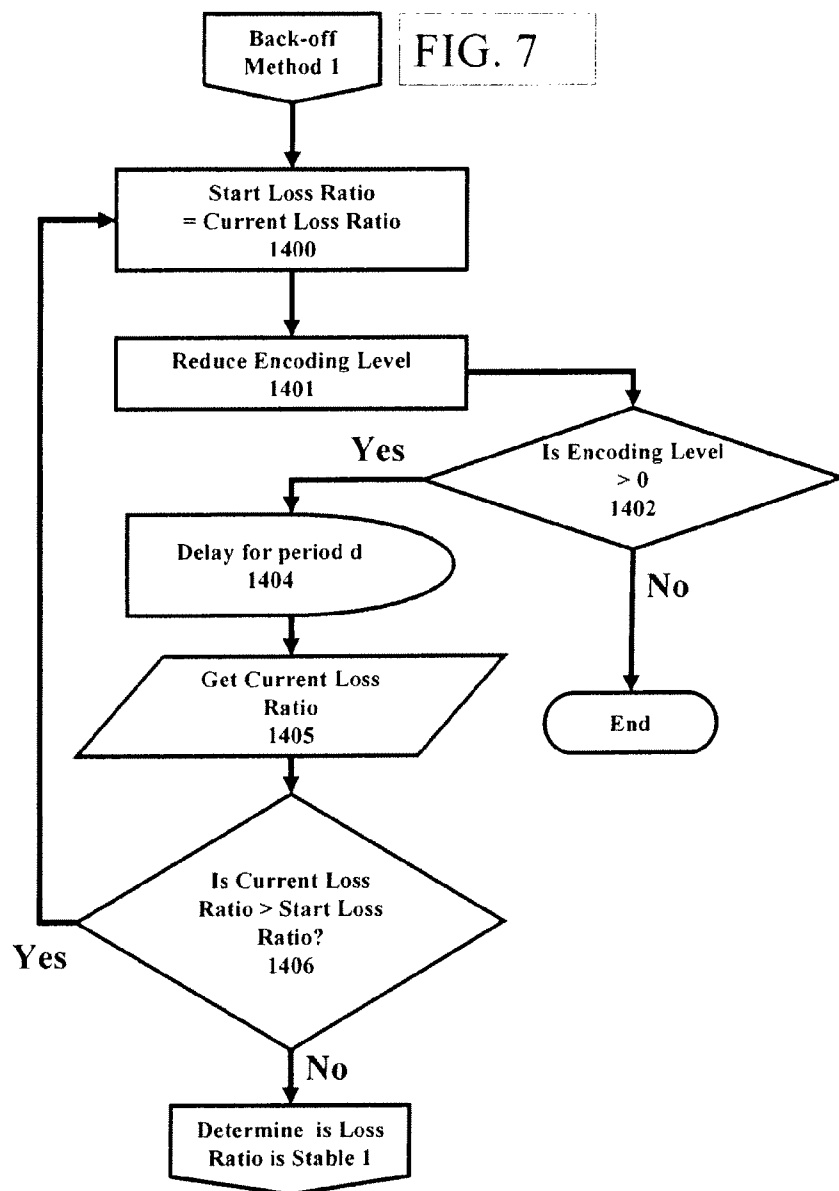 Back-off
Method 1
FIG. 7
Start Loss Ratio
= Current Loss Ratio
1400
Reduce Encoding Level
1401
Is Encoding Level
> 0
1402
Yes
No
Delay for period d
1404
Get Current Loss
Ratio
1405
End
Is Current Loss
Ratio > Start Loss
Ratio?
1406
Yes
No
Determine is Loss
Ratio is Stable 1